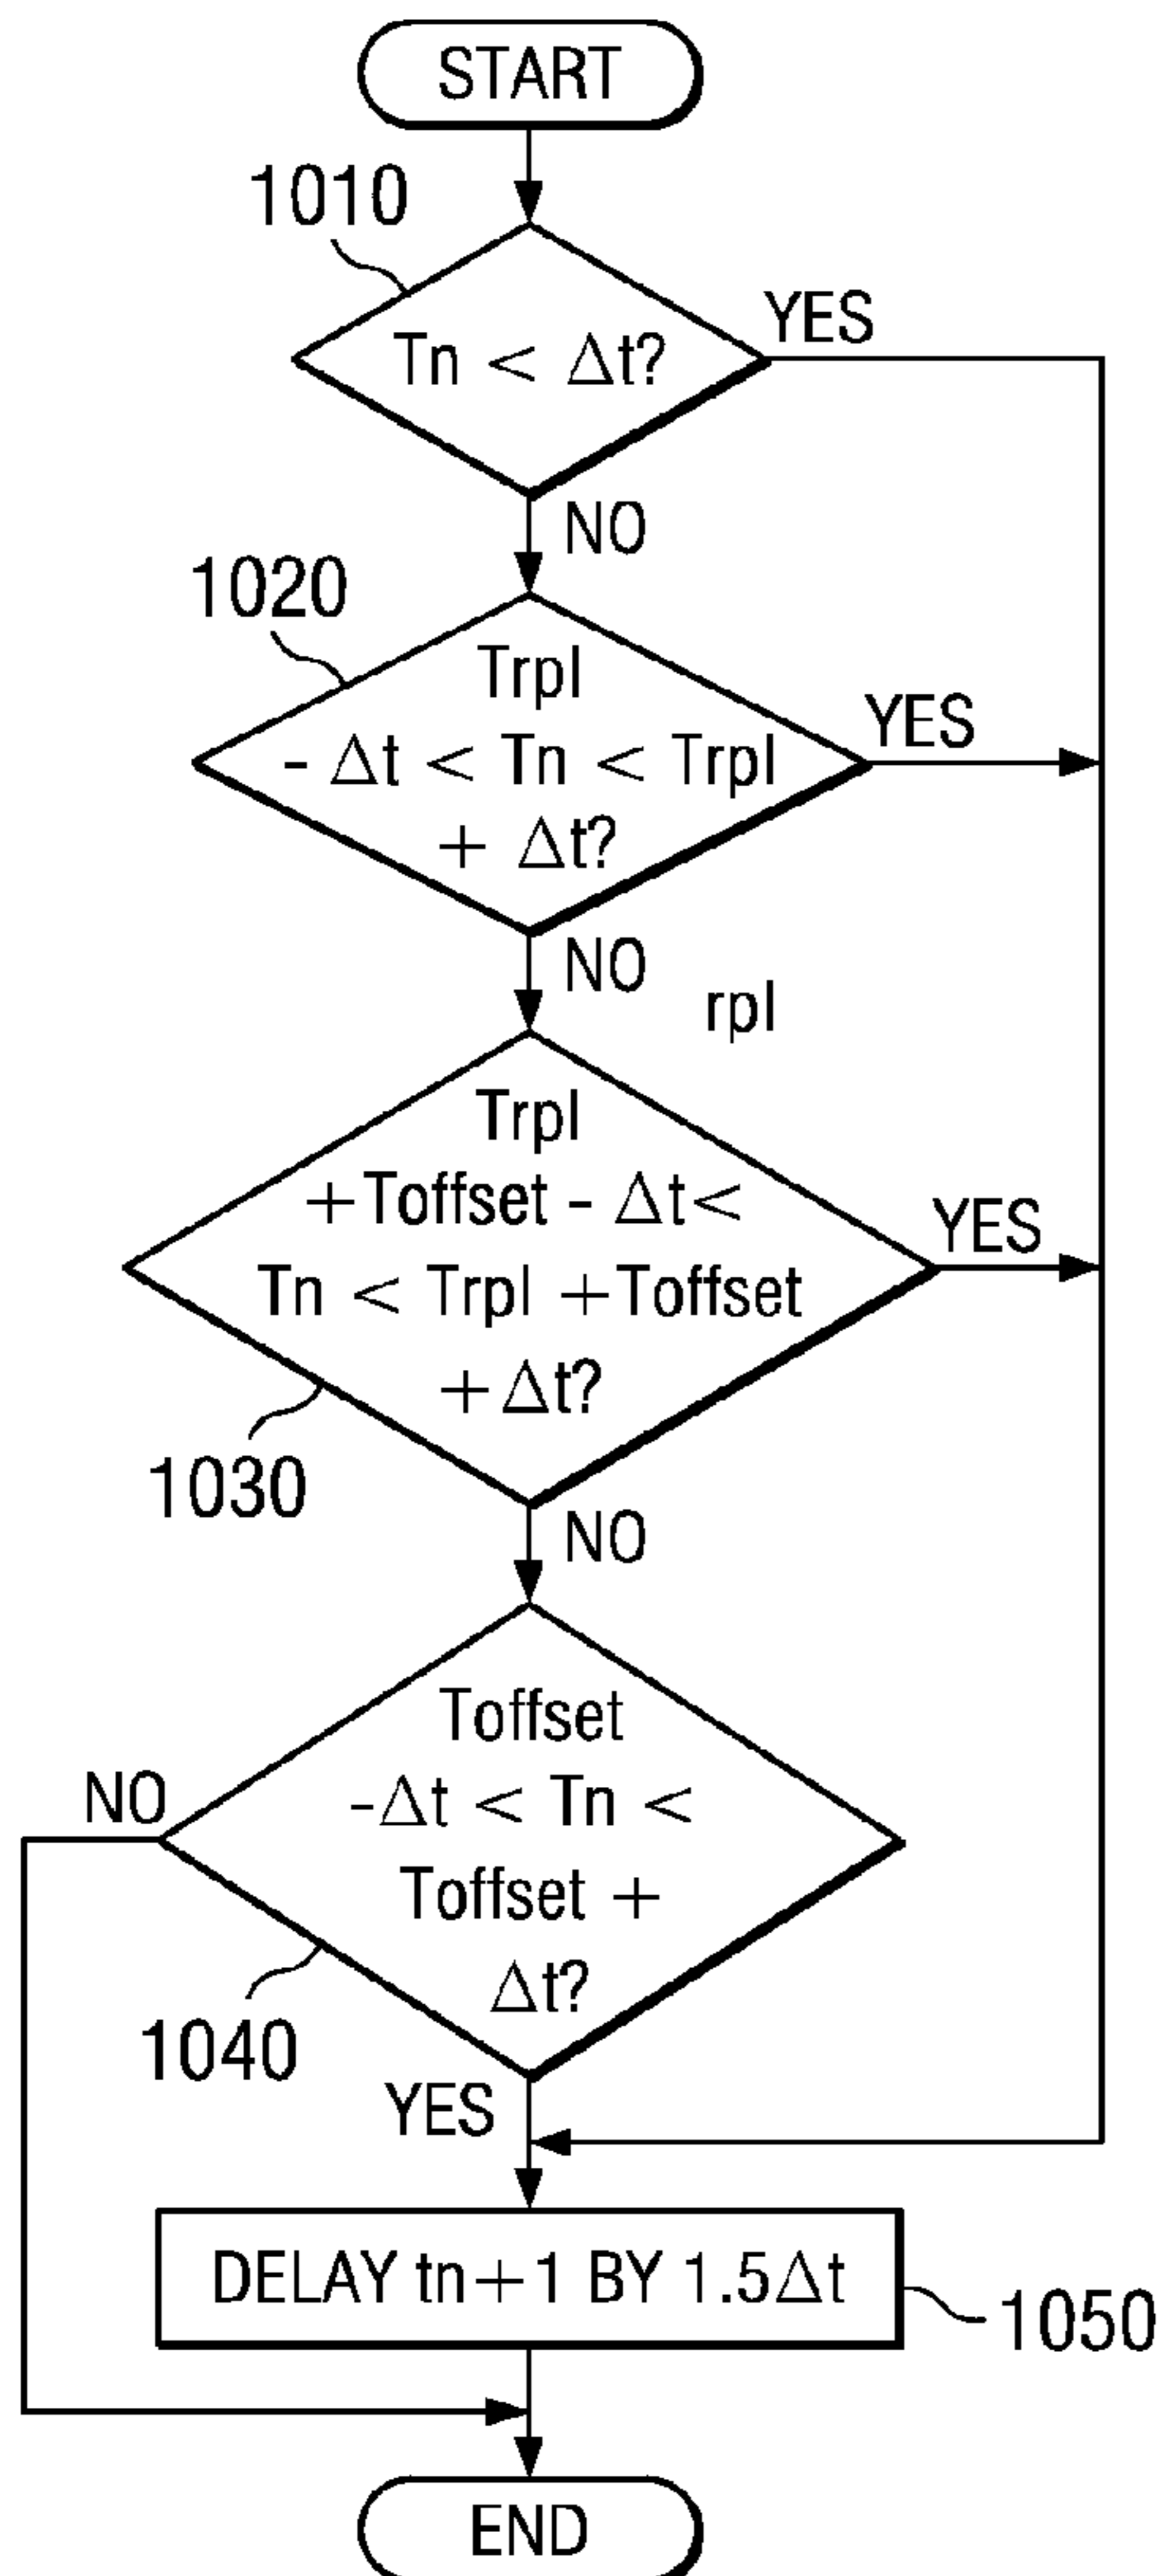 START
1010
YES
Tn < Δt?
NO
1020
Trpl
YES
- Δt < Tn < Trpl
+ Δt?
NO
rpl
Trpl
+Toffset - Δt<
YES
Tn < Trpl +Toffset
+Δt?
1030
NO
Toffset
NO
-Δt < Tn <
Toffset +
Δt?
1040
YES
DELAY tn+1 BY 1.5Δt
1050
END